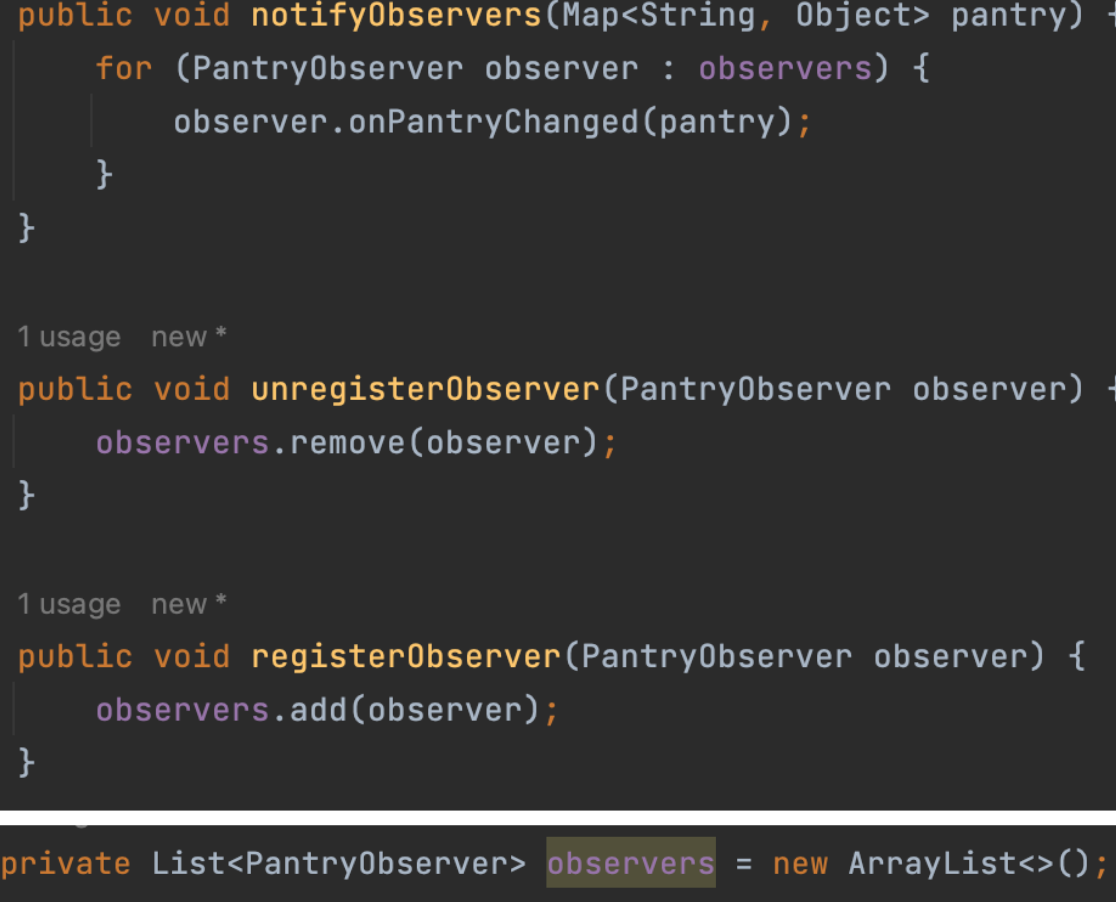 public void notifyObservers(Map<String, Object> pantry) {
for (PantryObserver observer : observers) {
observer.onPantryChanged(pantry);
}
}
1 usage new *
public void unregisterObserver(PantryObserver observer) {
observers.remove(observer);
}
1 usage new *
public void registerObserver(PantryObserver observer) {
observers.add(observer);
}
private List<PantryObserver> observers = new ArrayList<>();